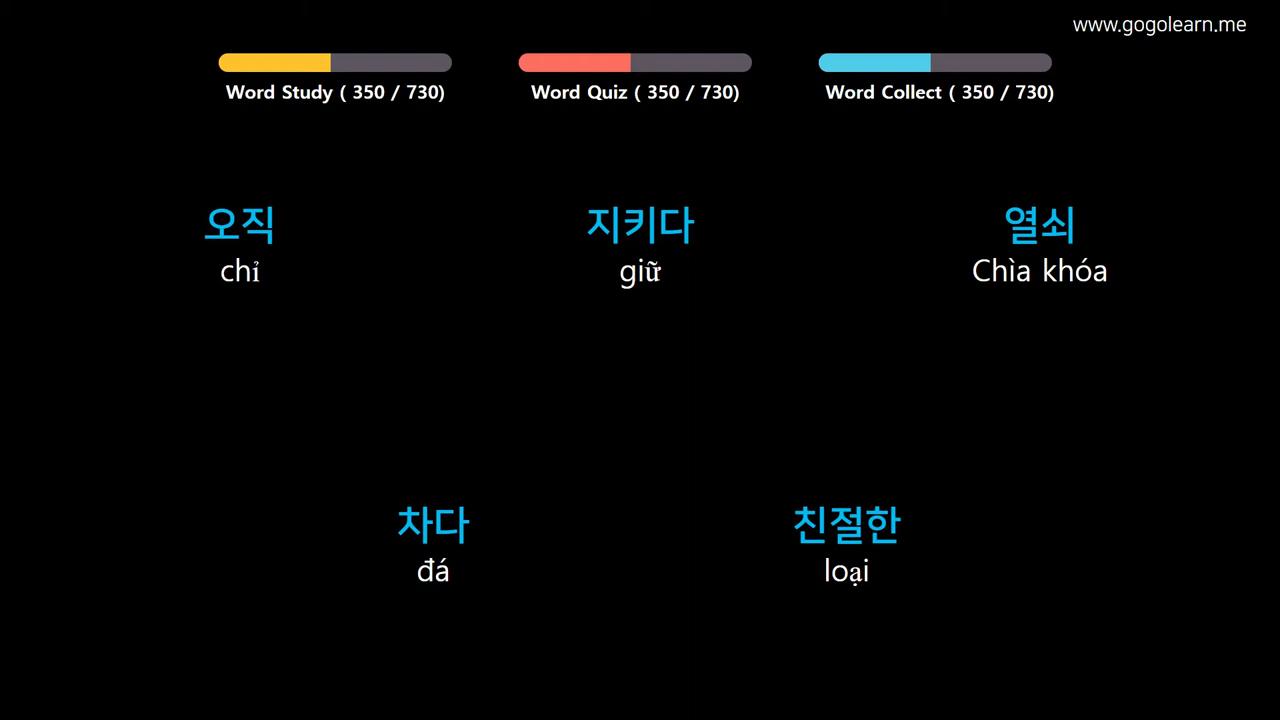 www.gogolearn.me
Word Study ( 350 / 730)
Word Quiz ( 350 / 730)
Word Collect ( 350 / 730)
오직
chỉ
지키다
giữ
열쇠
Chìa khóa
차다
đá
친절한
loại